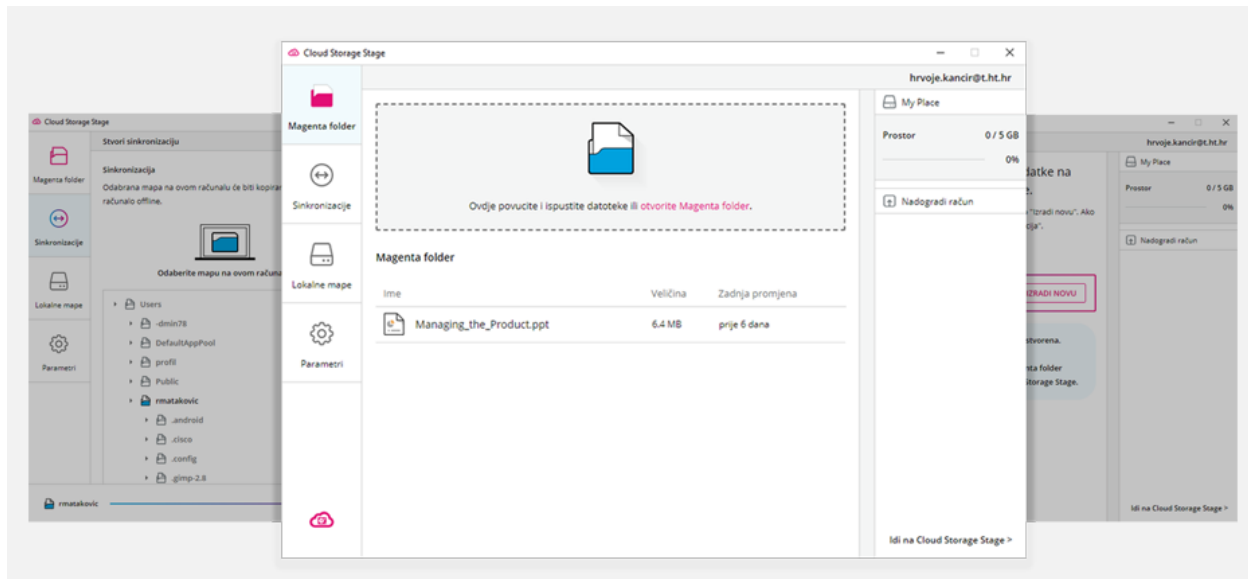 Cloud Storage Stage
hrvoje.kancir@t.ht.hr
Magenta folder
Sinkronizacije
Lokalne mape
Parametri
Ovdje povucite i ispustite datoteke ili otvorite Magenta folder.
Magenta folder
Ime Veličina Zadnja promjena
Managing_the_Product.ppt 6.4 MB prije 6 dana
My Place
Prostor 0 / 5 GB
0%
Nadogradi račun
Idi na Cloud Storage Stage >
Cloud Storage Stage
Magenta folder
Sinkronizacije
Lokalne mape
Parametri
Stvori sinkronizaciju
Sinkronizacija
Odabrana mapa na ovom računalu će biti kopiran
računalo offline.
Odaberite mapu na ovom računa
Users
-dmin78
DefaultAppPool
profil
Public
rmatakovic
.android
.cisco
.config
.gimp-2.8
rmatakovic
hrvoje.kancir@t.ht.hr
datke na
"Izradi novu". Ako
cija".
IZRADI NOVU
stvorena.
nta folder
Storage Stage.
My Place
Prostor 0 / 5 GB
0%
Nadogradi račun
Idi na Cloud Storage Stage >